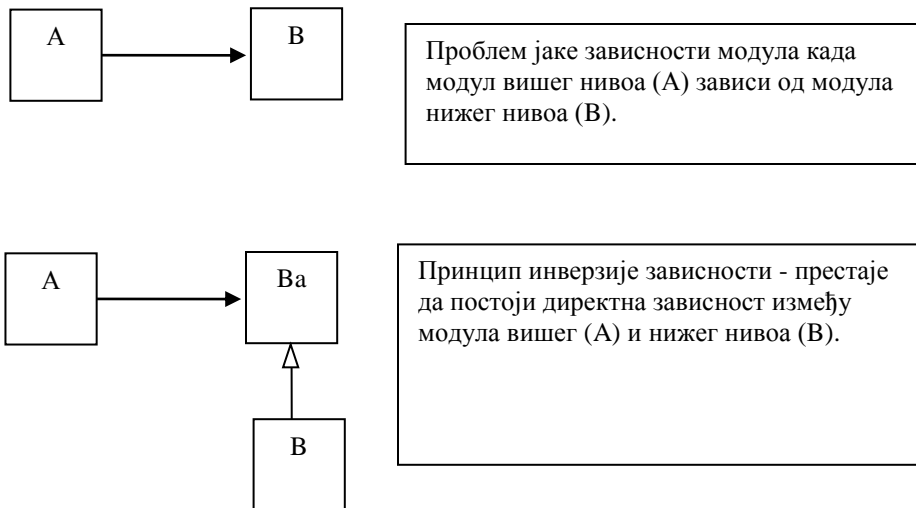 A
B
Проблем јаке зависности модула када
модул вишег нивоа (А) зависи од модула
нижег нивоа (B).
A
Ba
Принцип инверзије зависности - престаје
да постоји директна зависност између
модула вишег (А) и нижег нивоа (B).
B